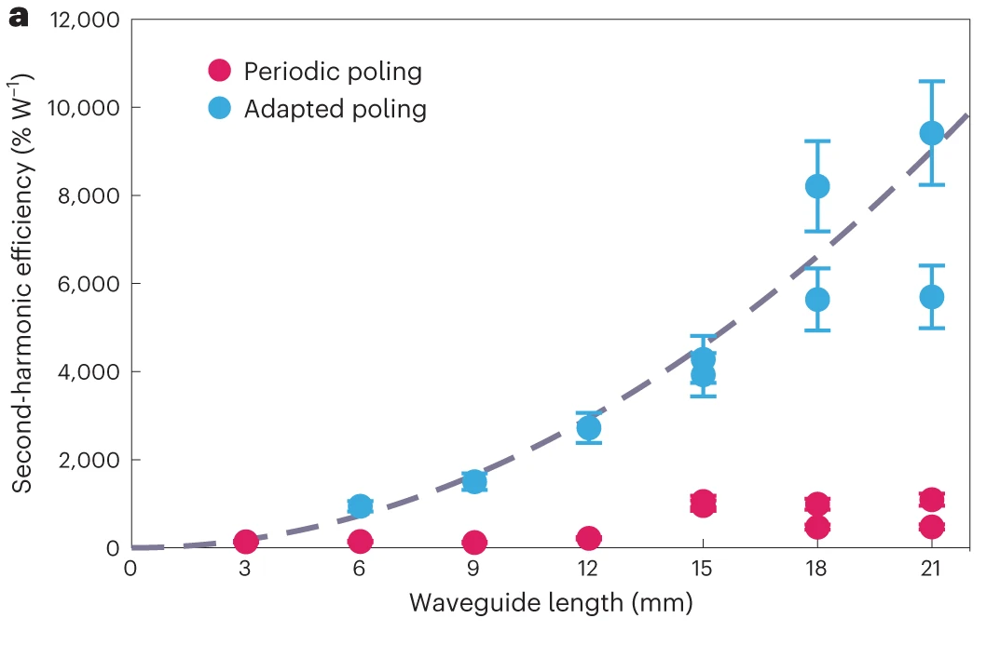 a
12,000
10,000
8,000
6,000
4,000
2,000
0
Second-harmonic efficiency (% W⁻¹)
Periodic poling
Adapted poling
0 3 6 9 12 15 18 21
Waveguide length (mm)